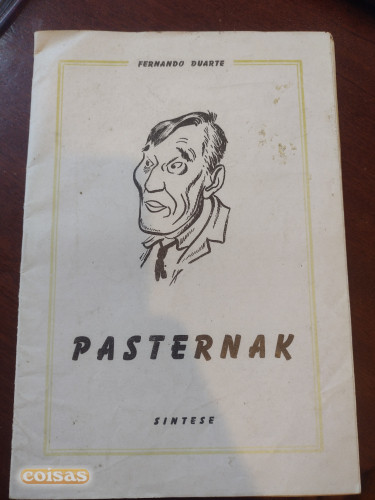 FERNANDO DUARTE
PASTERNAK
SINTESE
coisas